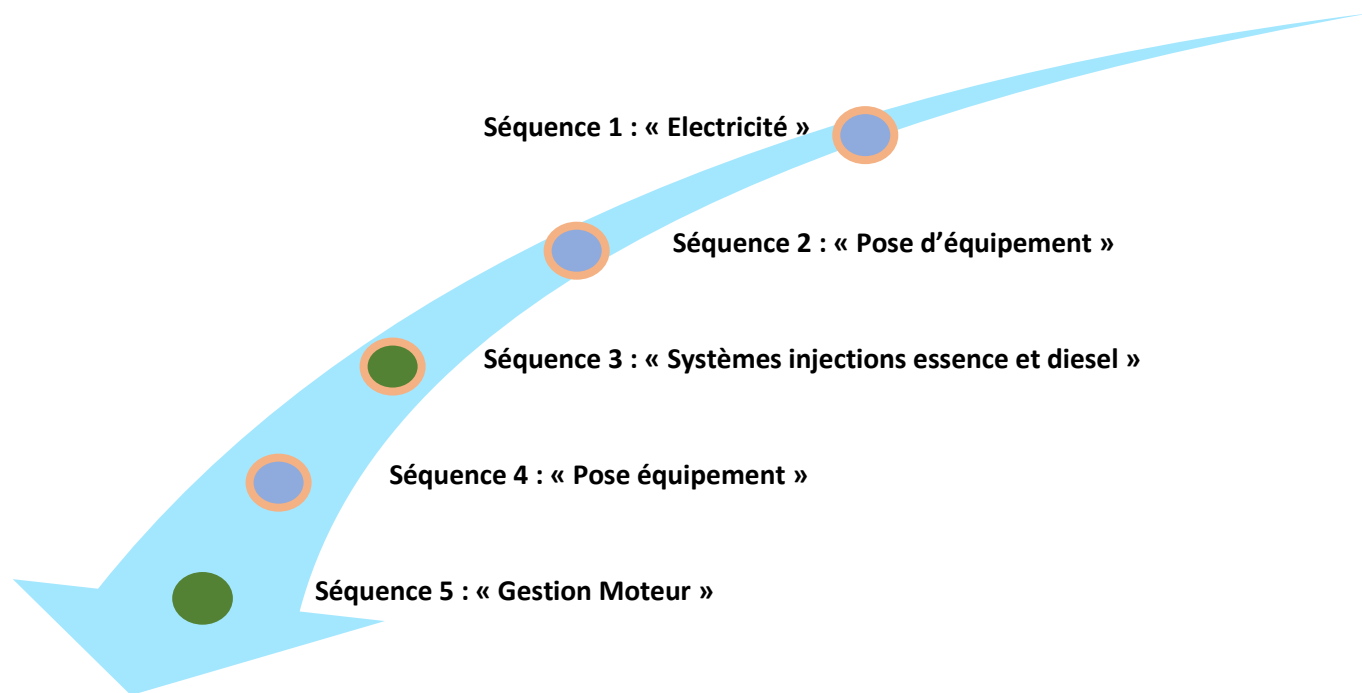 Séquence 1 : « Electricité »
Séquence 2 : « Pose d’équipement »
Séquence 3 : « Systèmes injections essence et diesel »
Séquence 4 : « Pose équipement »
Séquence 5 : « Gestion Moteur »